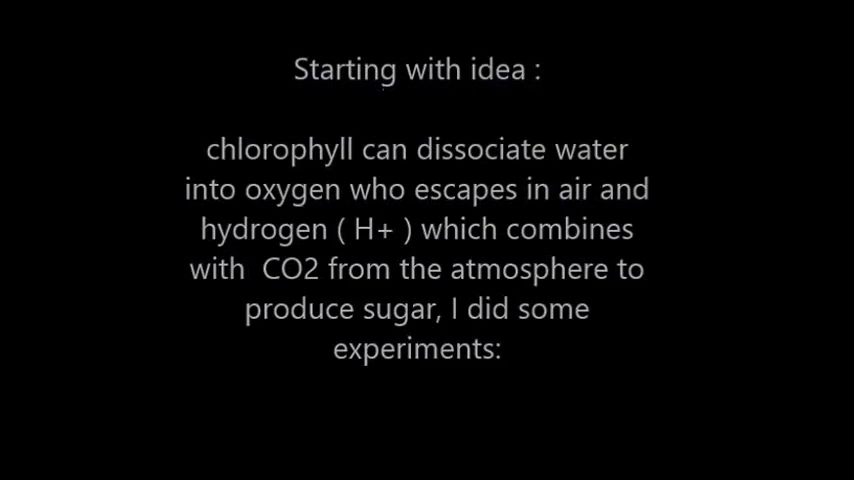 Starting with idea :
chlorophyll can dissociate water
into oxygen who escapes in air and
hydrogen ( H+ ) which combines
with  CO2 from the atmosphere to
produce sugar, I did some
experiments: